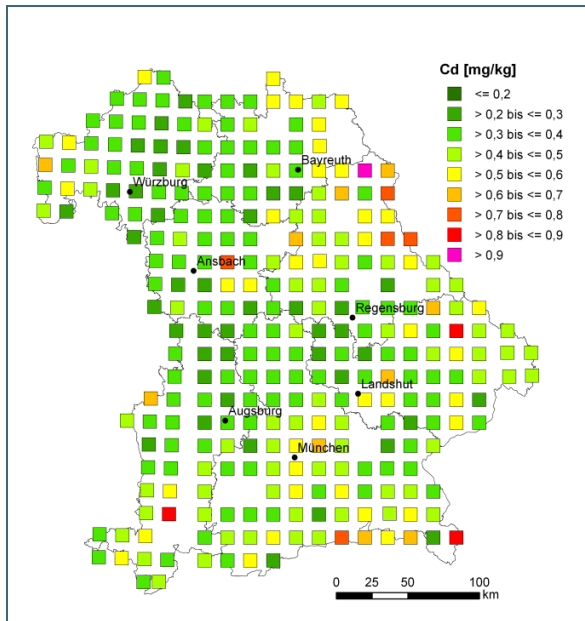 Cd [mg/kg]
<= 0,2
> 0,2 bis <= 0,3
> 0,3 bis <= 0,4
> 0,4 bis <= 0,5
> 0,5 bis <= 0,6
> 0,6 bis <= 0,7
> 0,7 bis <= 0,8
> 0,8 bis <= 0,9
> 0,9
Bayreuth
Würzburg
Ansbach
Regensburg
Landshut
Augsburg
München
0 25 50 100
km